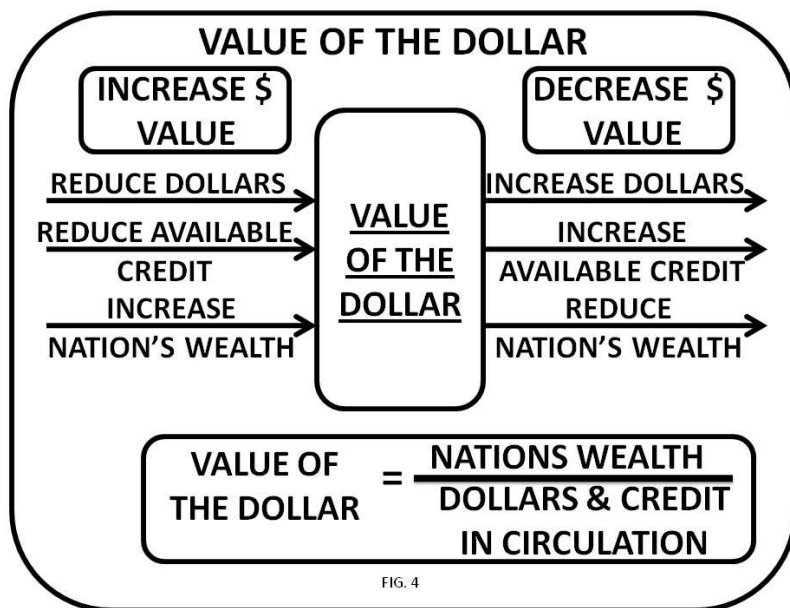 VALUE OF THE DOLLAR
INCREASE $
VALUE
DECREASE $
VALUE
REDUCE DOLLARS
REDUCE AVAILABLE
CREDIT
INCREASE
NATION’S WEALTH
VALUE
OF THE
DOLLAR
INCREASE DOLLARS
INCREASE
AVAILABLE CREDIT
REDUCE
NATION’S WEALTH
VALUE OF
THE DOLLAR
=
NATIONS WEALTH
DOLLARS & CREDIT
IN CIRCULATION
FIG. 4